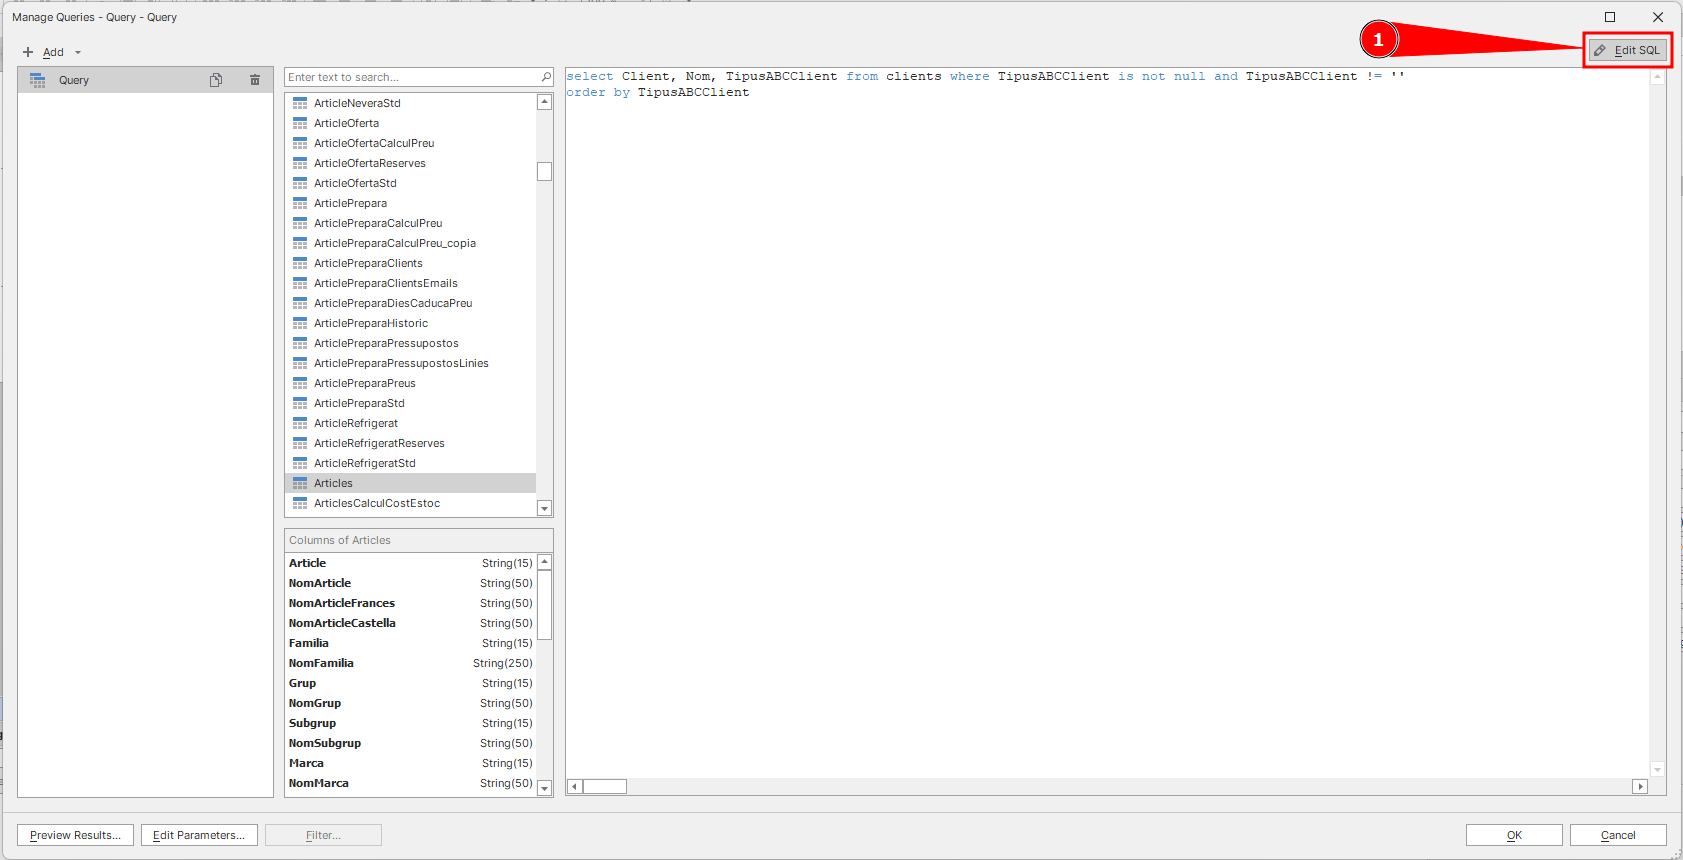 Manage Queries - Query - Query
Add
1
Edit SQL
Query
Enter text to search...
ArticleNeveraStd
ArticleOferta
ArticleOfertaCalculPreu
ArticleOfertaReserves
ArticleOfertaStd
ArticlePrepara
ArticlePreparaCalculPreu
ArticlePreparaCalculPreu_copia
ArticlePreparaClients
ArticlePreparaClientsEmails
ArticlePreparaDiesCaducaPreu
ArticlePreparaHistoric
ArticlePreparaPressupostos
ArticlePreparaPressupostosLinies
ArticlePreparaPreus
ArticlePreparaStd
ArticleRefrigerat
ArticleRefrigeratReserves
ArticleRefrigeratStd
Articles
ArticlesCalculCostEstoc
Columns of Articles
Article String(15)
NomArticle String(50)
NomArticleFrances String(50)
NomArticleCastella String(50)
Familia String(15)
NomFamilia String(250)
Grup String(15)
NomGrup String(50)
Subgrup String(15)
NomSubgrup String(50)
Marca String(15)
NomMarca String(50)
select Client, Nom, TipusABCClient from clients where TipusABCClient is not null and TipusABCClient != ''
order by TipusABCClient
Preview Results...
Edit Parameters...
Filter...
OK
Cancel